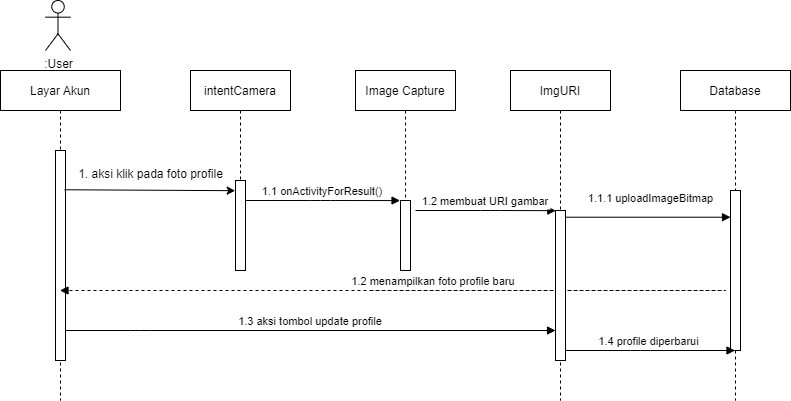 :User
Layar Akun
intentCamera
Image Capture
ImgURI
Database
1. aksi klik pada foto profile
1.1 onActivityForResult()
1.2 membuat URI gambar
1.1.1 uploadImageBitmap
1.2 menampilkan foto profile baru
1.3 aksi tombol update profile
1.4 profile diperbarui